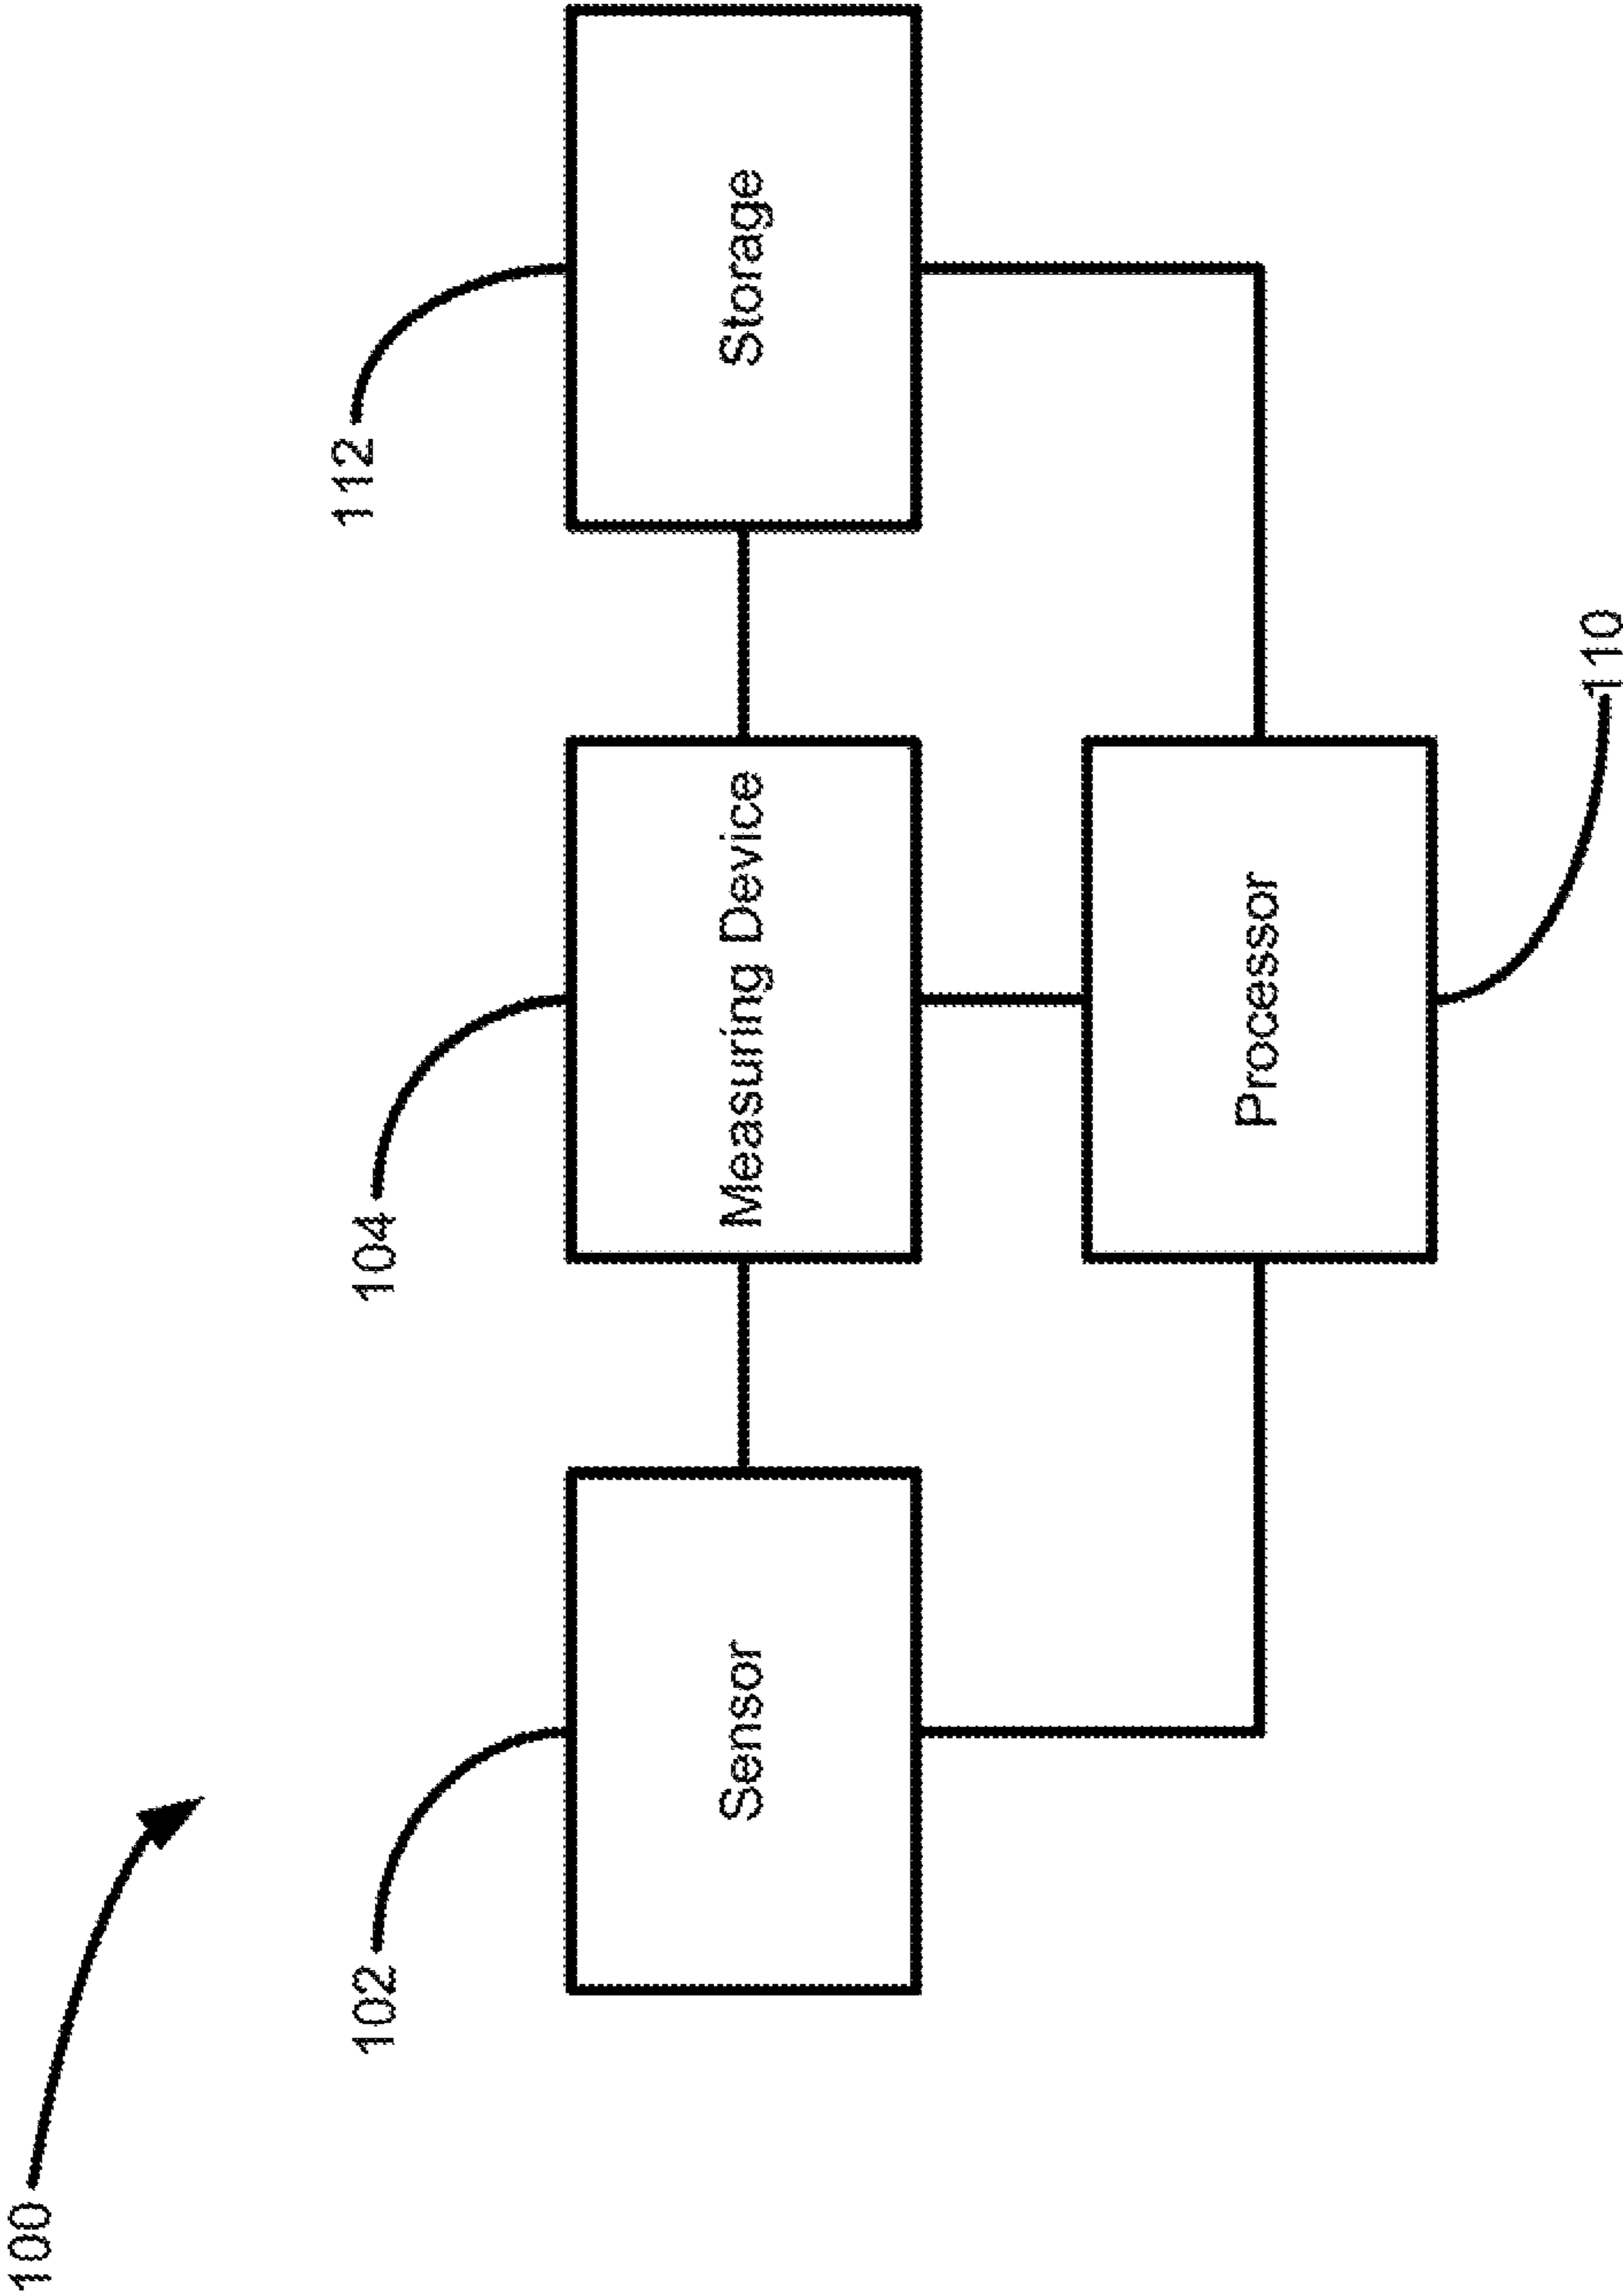 100
102
104
112
Sensor
Measuring Device
Storage
Processor
110